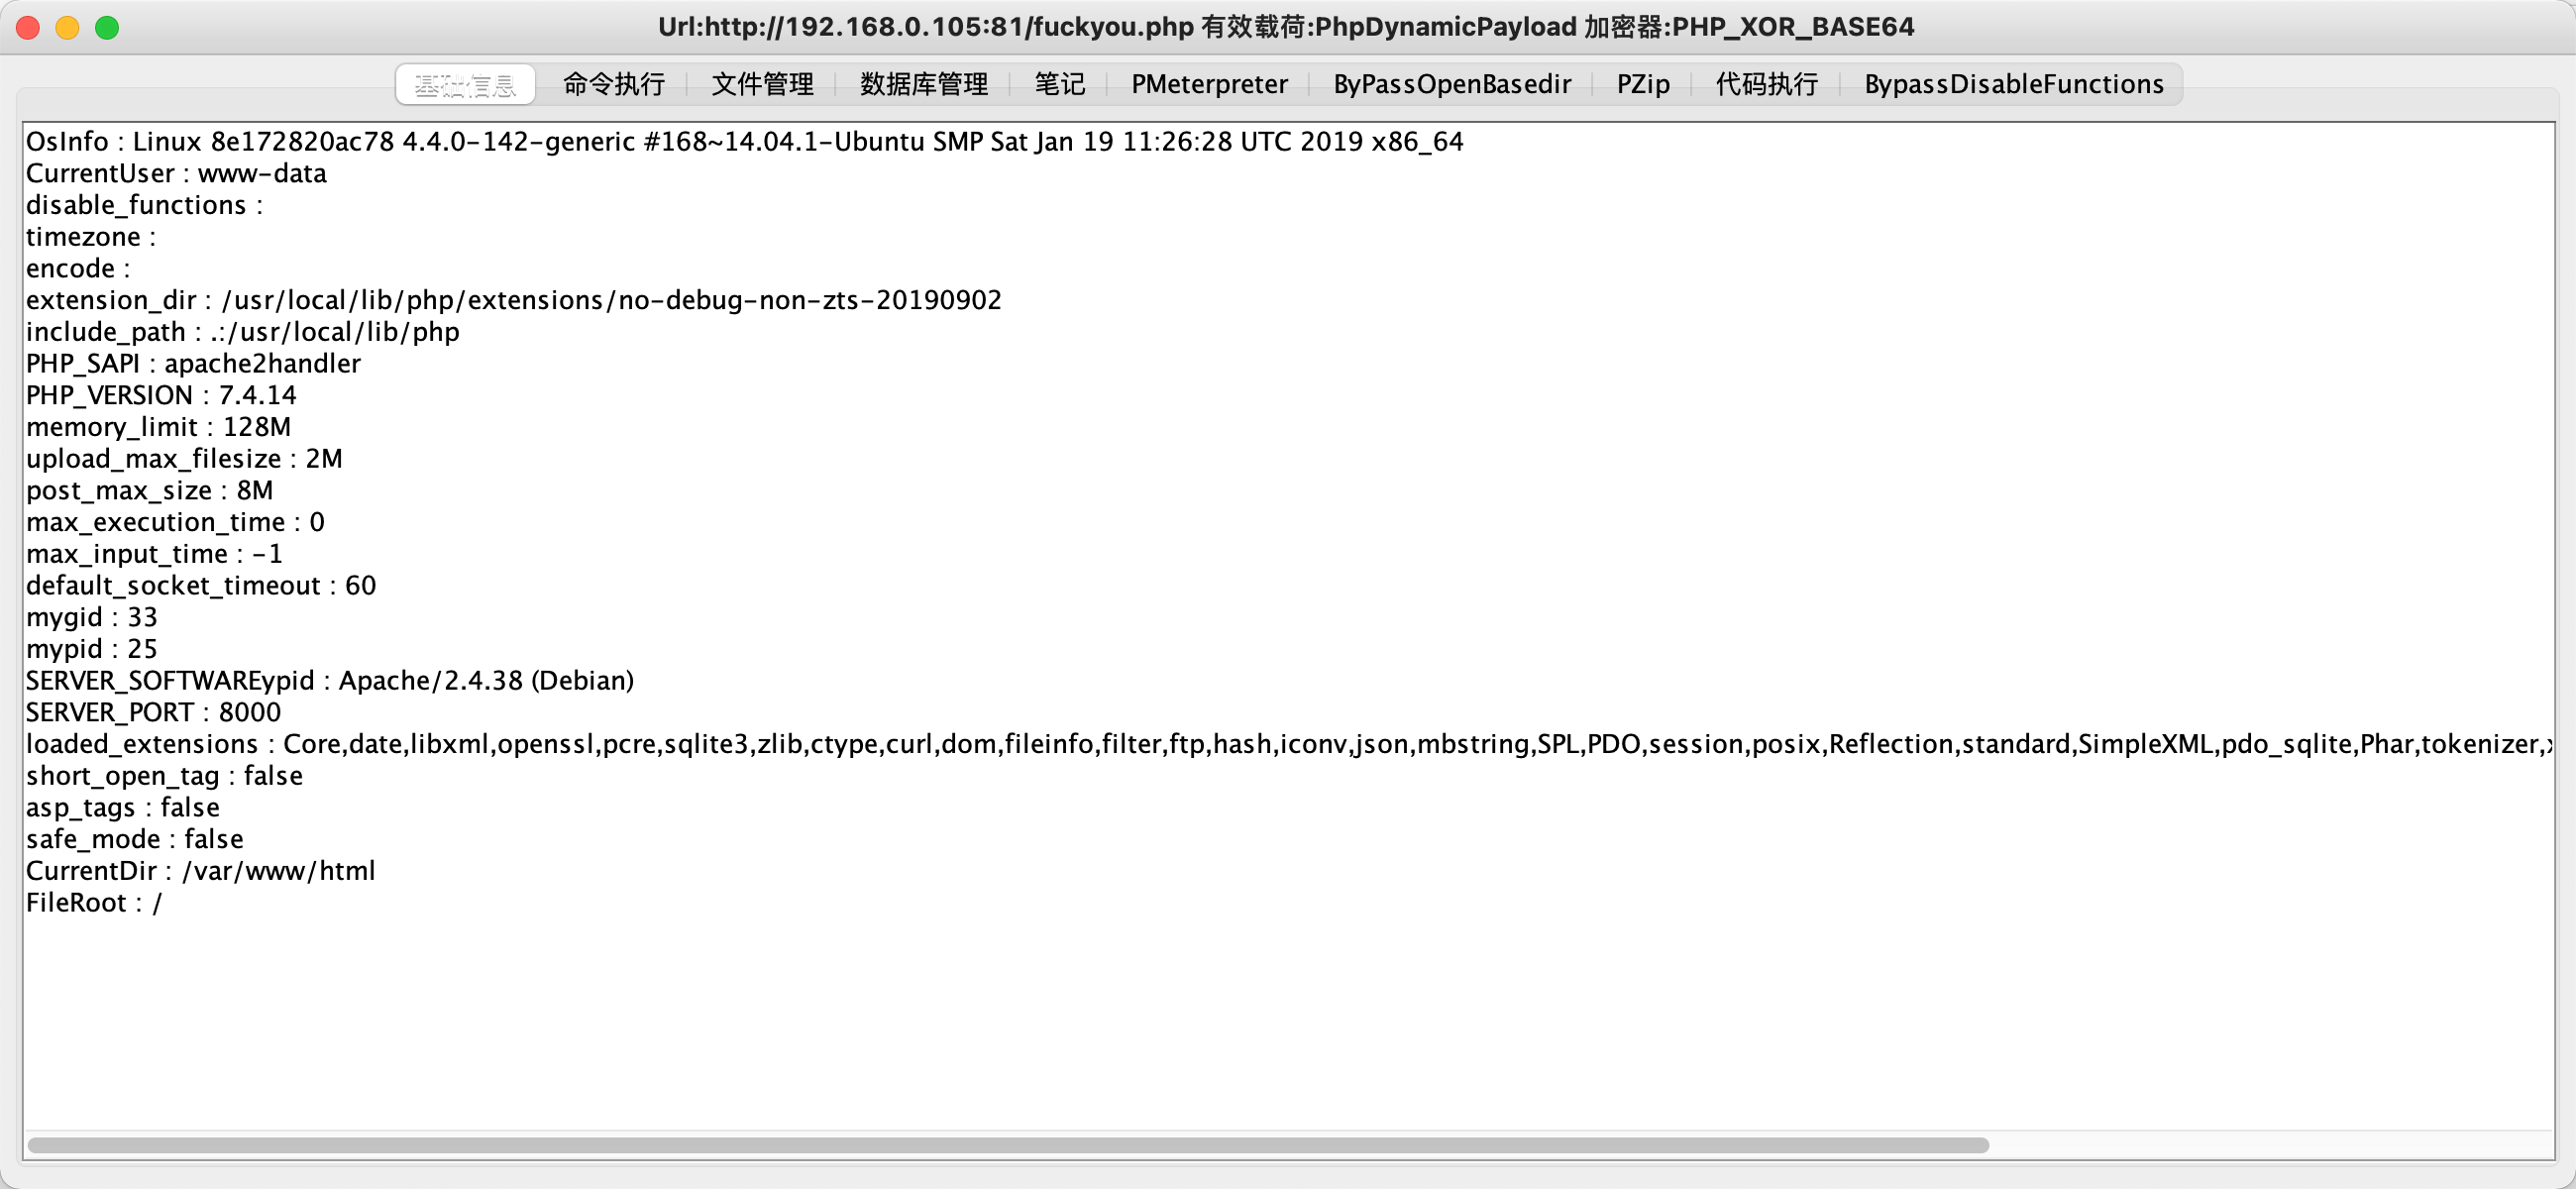 Url:http://192.168.0.105:81/fuckyou.php 有效载荷:PhpDynamicPayload 加密器:PHP_XOR_BASE64
基础信息 命令执行 文件管理 数据库管理 笔记 PMeterpreter ByPassOpenBasedir PZip 代码执行 BypassDisableFunctions
OsInfo : Linux 8e172820ac78 4.4.0-142-generic #168~14.04.1-Ubuntu SMP Sat Jan 19 11:26:28 UTC 2019 x86_64
CurrentUser : www-data
disable_functions :
timezone :
encode :
extension_dir : /usr/local/lib/php/extensions/no-debug-non-zts-20190902
include_path : .:/usr/local/lib/php
PHP_SAPI : apache2handler
PHP_VERSION : 7.4.14
memory_limit : 128M
upload_max_filesize : 2M
post_max_size : 8M
max_execution_time : 0
max_input_time : -1
default_socket_timeout : 60
mygid : 33
mypid : 25
SERVER_SOFTWAREypid : Apache/2.4.38 (Debian)
SERVER_PORT : 8000
loaded_extensions : Core,date,libxml,openssl,pcre,sqlite3,zlib,ctype,curl,dom,fileinfo,filter,ftp,hash,iconv,json,mbstring,SPL,PDO,session,posix,Reflection,standard,SimpleXML,pdo_sqlite,Phar,tokenizer,
short_open_tag : false
asp_tags : false
safe_mode : false
CurrentDir : /var/www/html
FileRoot : /